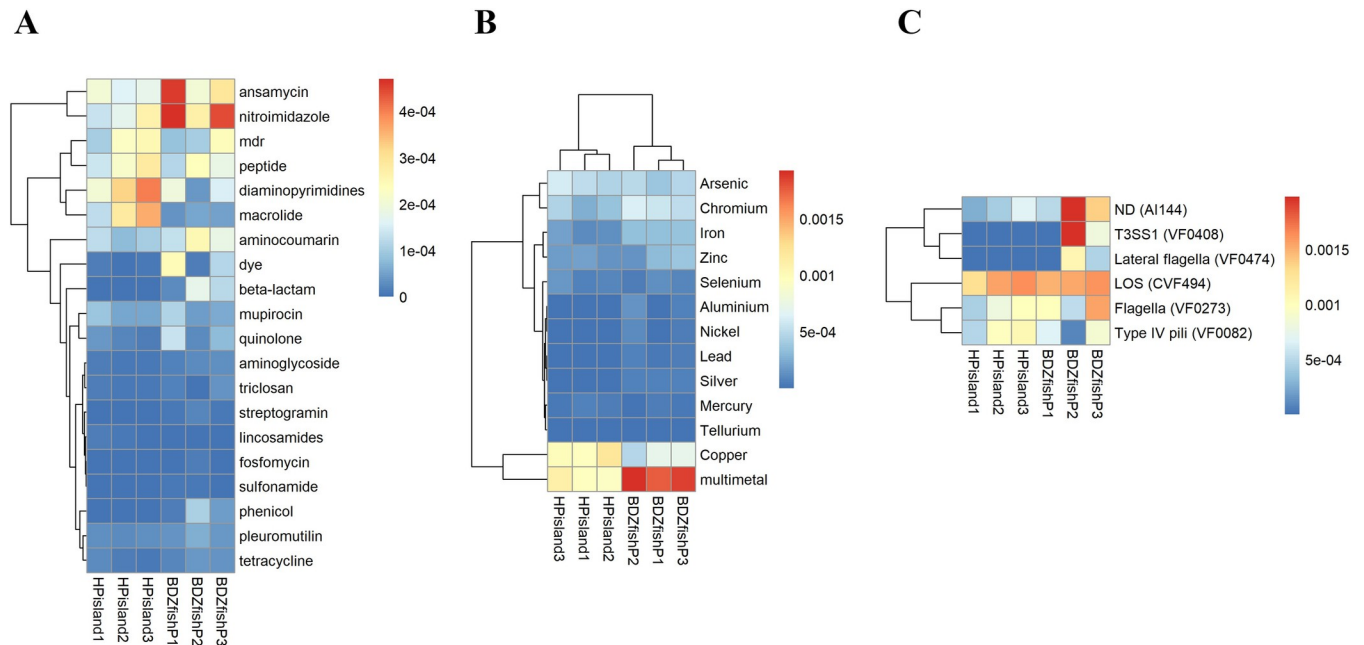 A
ansamycin
nitroimidazole
mdr
peptide
diaminopyrimidines
macrolide
aminocoumarin
dye
beta-lactam
mupirocin
quinolone
aminoglycoside
triclosan
streptogramin
lincosamides
fosfomycin
sulfonamide
phenicol
pleuromutilin
tetracycline
HPisland1
HPisland2
HPisland3
BDZfishP1
BDZfishP2
BDZfishP3
4e-04
3e-04
2e-04
1e-04
0
B
Arsenic
Chromium
Iron
Zinc
Selenium
Aluminium
Nickel
Lead
Silver
Mercury
Tellurium
Copper
multimetal
HPisland3
HPisland1
HPisland2
BDZfishP2
BDZfishP1
BDZfishP3
0.0015
0.001
5e-04
C
ND (AI144)
T3SS1 (VF0408)
Lateral flagella (VF0474)
LOS (CVF494)
Flagella (VF0273)
Type IV pili (VF0082)
HPisland1
HPisland2
HPisland3
BDZfishP1
BDZfishP2
BDZfishP3
0.0015
0.001
5e-04